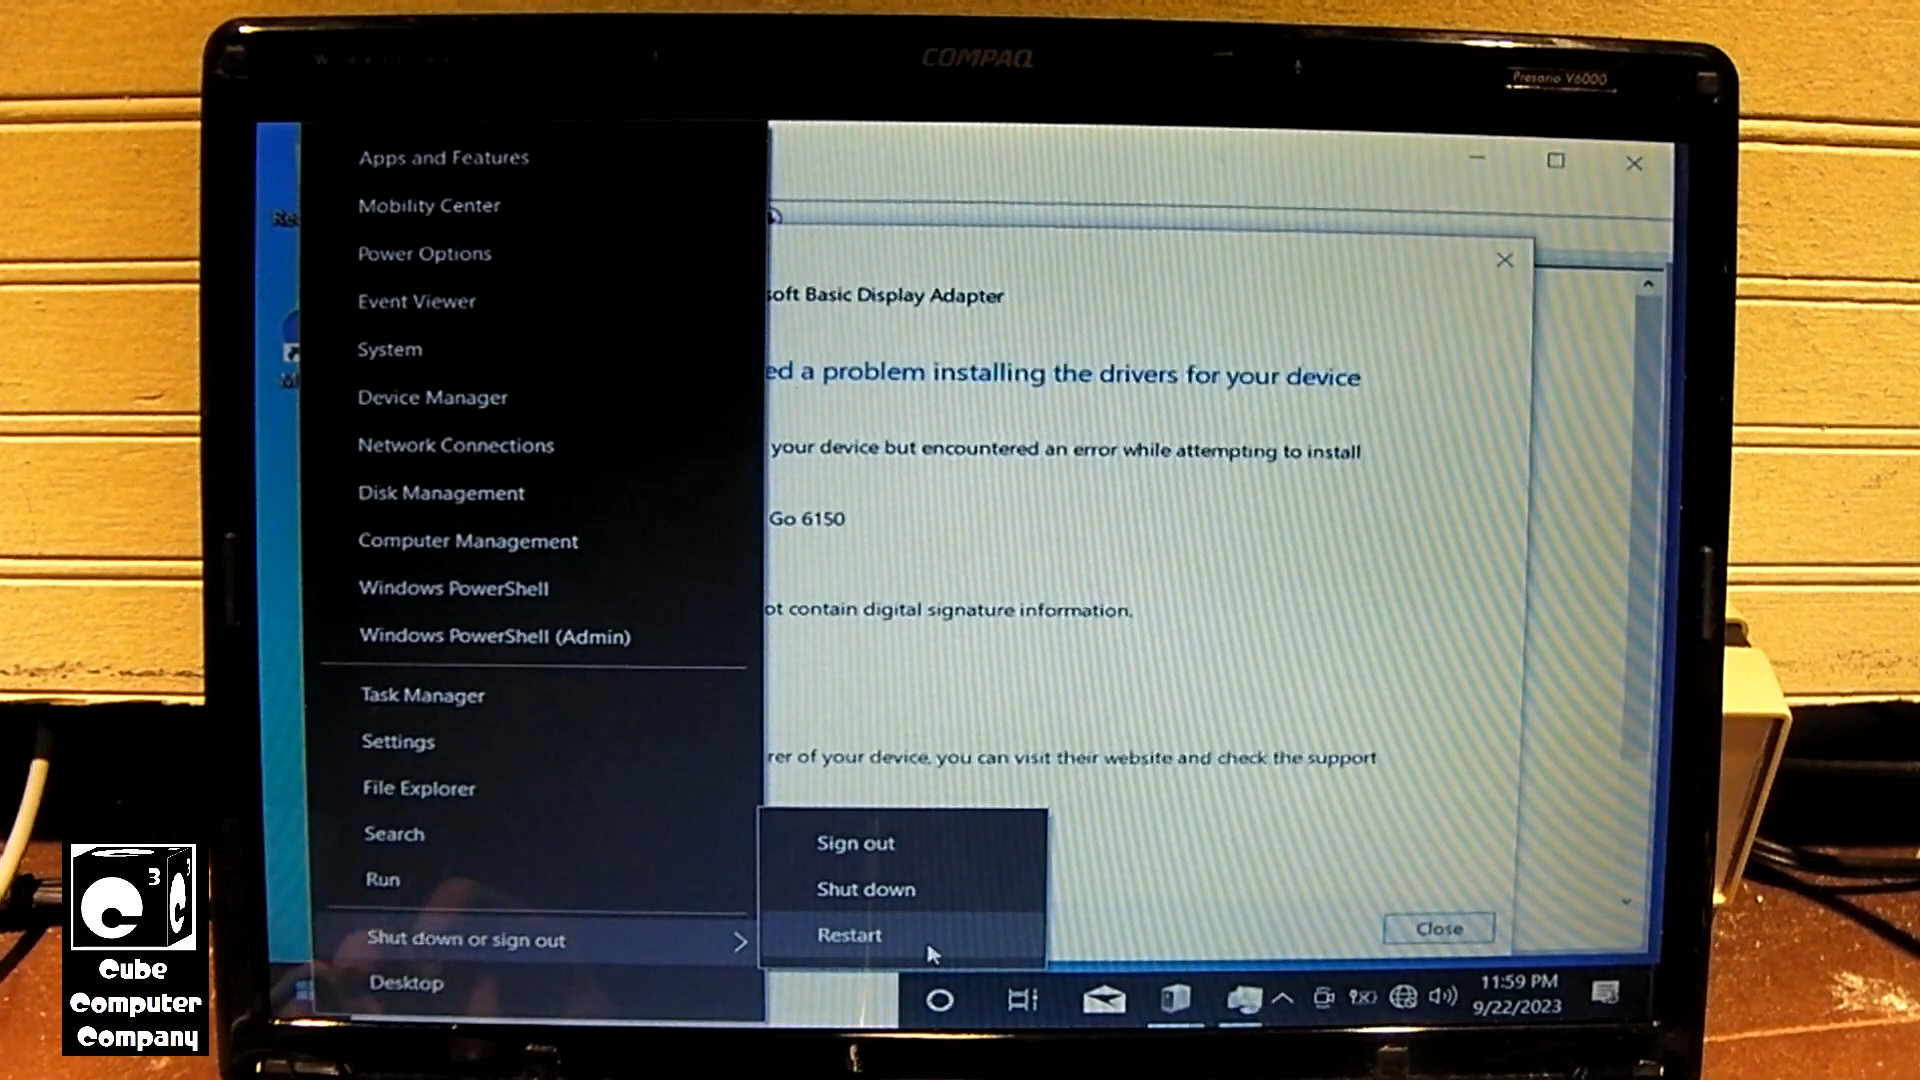 COMPAQ
Presario V6000
Apps and Features
Mobility Center
Power Options
Event Viewer
System
Device Manager
Network Connections
Disk Management
Computer Management
Windows PowerShell
Windows PowerShell (Admin)
Task Manager
Settings
File Explorer
Search
Run
Shut down or sign out
Desktop
Sign out
Shut down
Restart
soft Basic Display Adapter
ed a problem installing the drivers for your device
your device but encountered an error while attempting to install
Go 6150
ot contain digital signature information.
rer of your device, you can visit their website and check the support
Close
11:59 PM
9/22/2023
Cube
Computer
Company